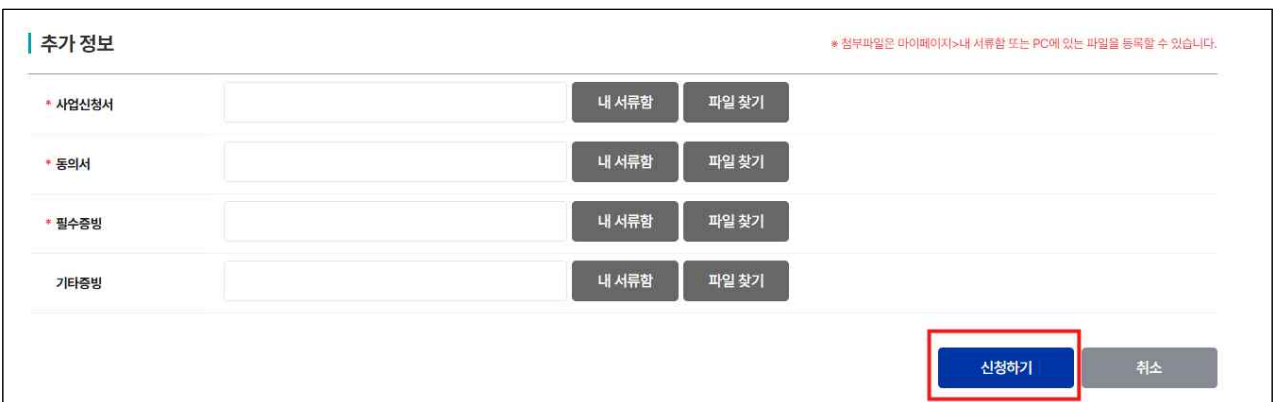 추가 정보
※ 첨부파일은 마이페이지>내 서류함 또는 PC에 있는 파일을 등록할 수 있습니다.
* 사업신청서 내 서류함 파일 찾기
* 동의서 내 서류함 파일 찾기
* 필수증빙 내 서류함 파일 찾기
기타증빙 내 서류함 파일 찾기
신청하기 취소